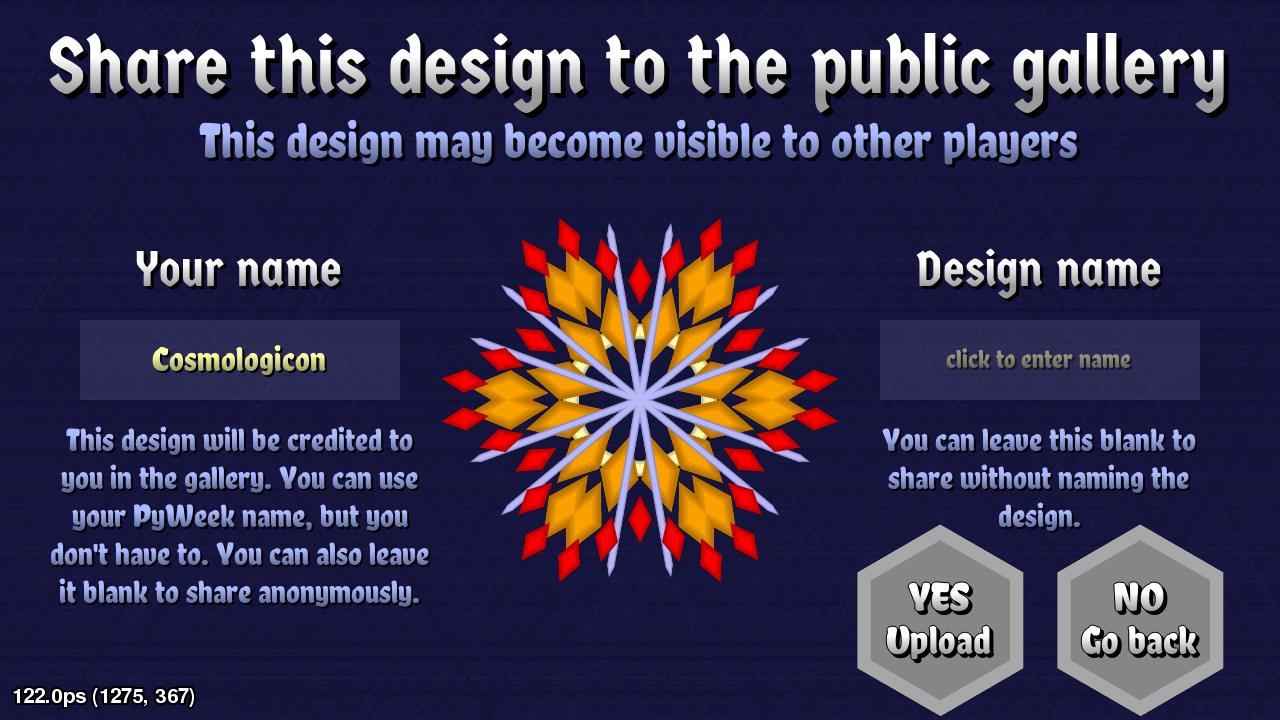 Share this design to the public gallery
This design may become visible to other players
Your name
Cosmologicon
This design will be credited to
you in the gallery. You can use
your PyWeek name, but you
don't have to. You can also leave
it blank to share anonymously.
Design name
click to enter name
You can leave this blank to
share without naming the
design.
YES
Upload
NO
Go back
122.0ps (1275, 367)